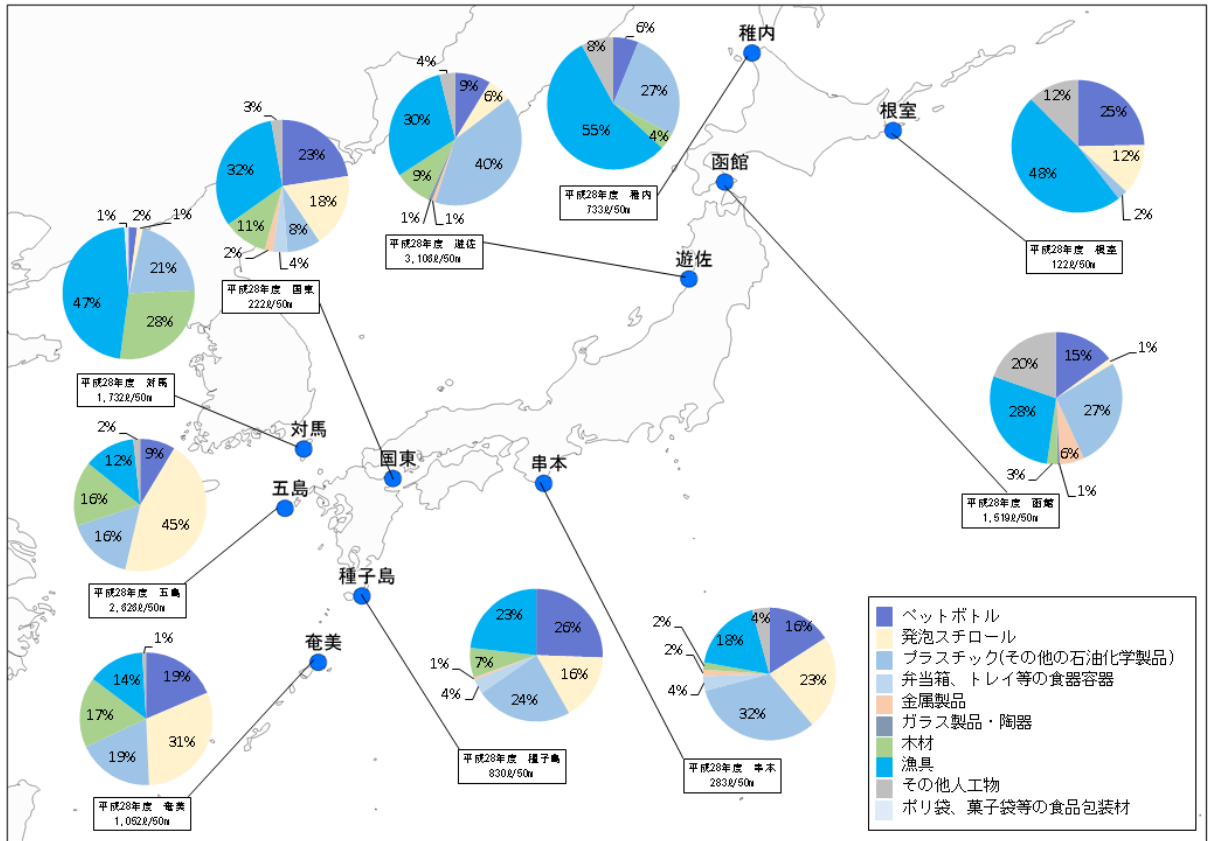 稚内
733ℓ/50m
平成28年度　稚内
8%
6%
27%
4%
55%
根室
平成28年度　根室
122ℓ/50m
12%
25%
12%
2%
48%
函館
平成28年度　函館
1,519ℓ/50m
20%
15%
1%
27%
6%
1%
3%
28%
遊佐
平成28年度　遊佐
3,106ℓ/50m
4%
9%
6%
40%
1%
1%
9%
30%
国東
平成28年度　国東
222ℓ/50m
3%
23%
18%
8%
4%
2%
11%
32%
対馬
平成28年度　対馬
1,732ℓ/50m
1%
2%
1%
21%
28%
47%
五島
平成28年度　五島
2,626ℓ/50m
2%
9%
45%
16%
16%
12%
奄美
平成28年度　奄美
1,052ℓ/50m
1%
19%
31%
19%
17%
14%
種子島
平成28年度　種子島
830ℓ/50m
26%
16%
24%
4%
1%
7%
23%
串本
平成28年度　串本
283ℓ/50m
4%
16%
23%
32%
4%
2%
2%
18%
ペットボトル
発泡スチロール
プラスチック(その他の石油化学製品)
弁当箱、トレイ等の食器容器
金属製品
ガラス製品・陶器
木材
漁具
その他人工物
ポリ袋、菓子袋等の食品包装材